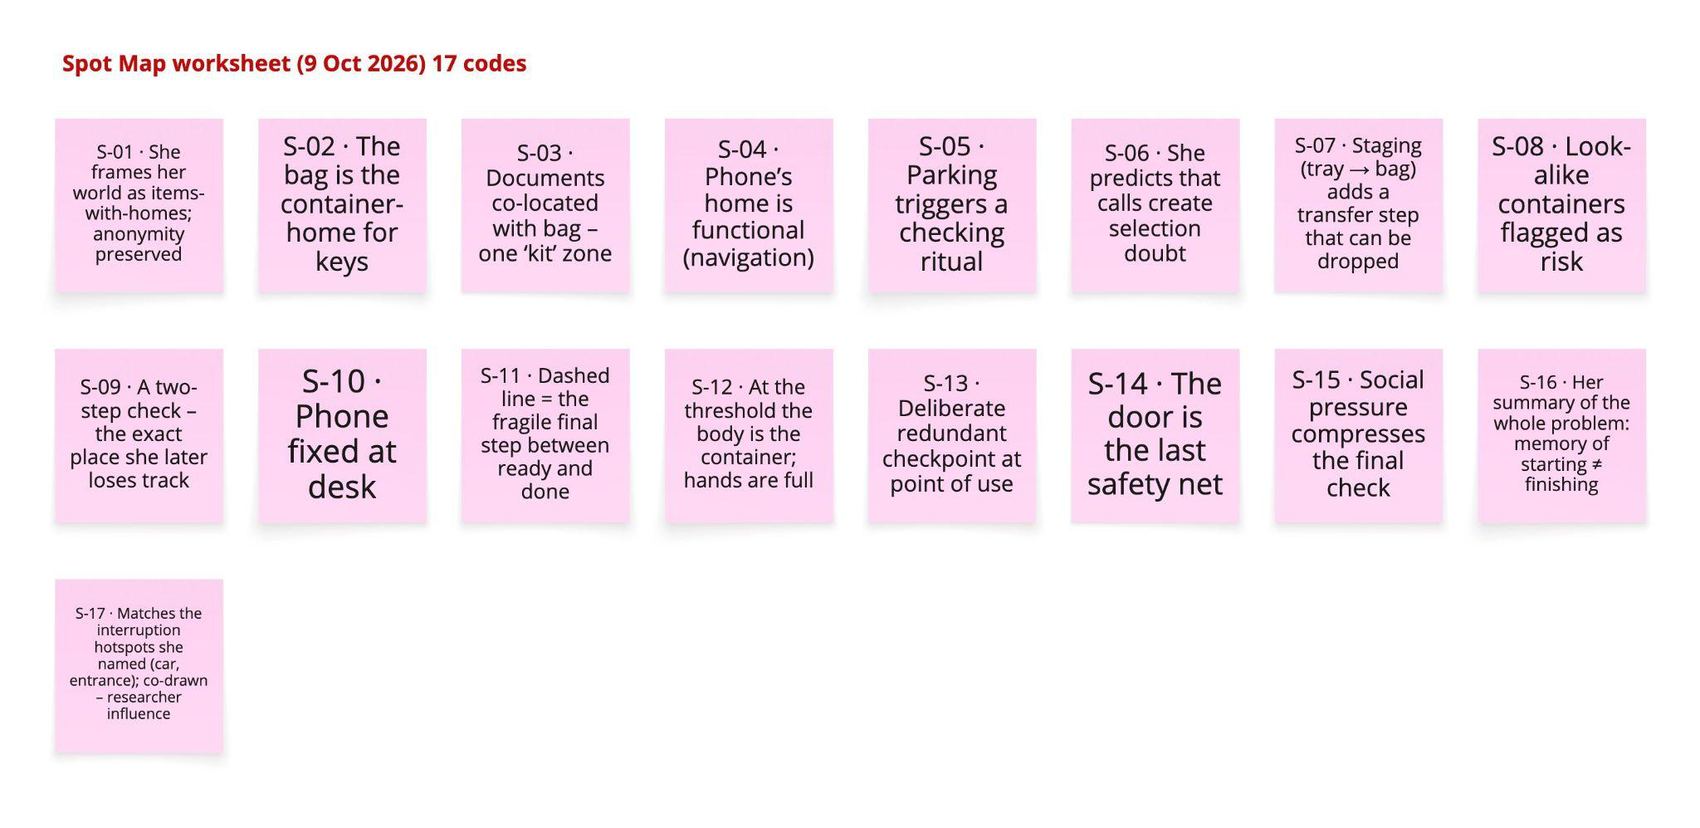 Spot Map worksheet (9 Oct 2026) 17 codes
S-01 · She
frames her
world as items-
with-homes;
anonymity
preserved
S-02 · The
bag is the
container-
home for
keys
S-03 ·
Documents
co-located
with bag –
one ‘kit’ zone
S-04 ·
Phone’s
home is
functional
(navigation)
S-05 ·
Parking
triggers a
checking
ritual
S-06 · She
predicts that
calls create
selection
doubt
S-07 · Staging
(tray → bag)
adds a
transfer step
that can be
dropped
S-08 · Look-
alike
containers
flagged as
risk
S-09 · A two-
step check –
the exact
place she later
loses track
S-10 ·
Phone
fixed at
desk
S-11 · Dashed
line = the
fragile final
step between
ready and
done
S-12 · At the
threshold the
body is the
container;
hands are full
S-13 ·
Deliberate
redundant
checkpoint at
point of use
S-14 · The
door is
the last
safety net
S-15 · Social
pressure
compresses
the final
check
S-16 · Her
summary of the
whole problem:
memory of
starting ≠
finishing
S-17 · Matches the
interruption
hotspots she
named (car,
entrance); co-drawn
– researcher
influence